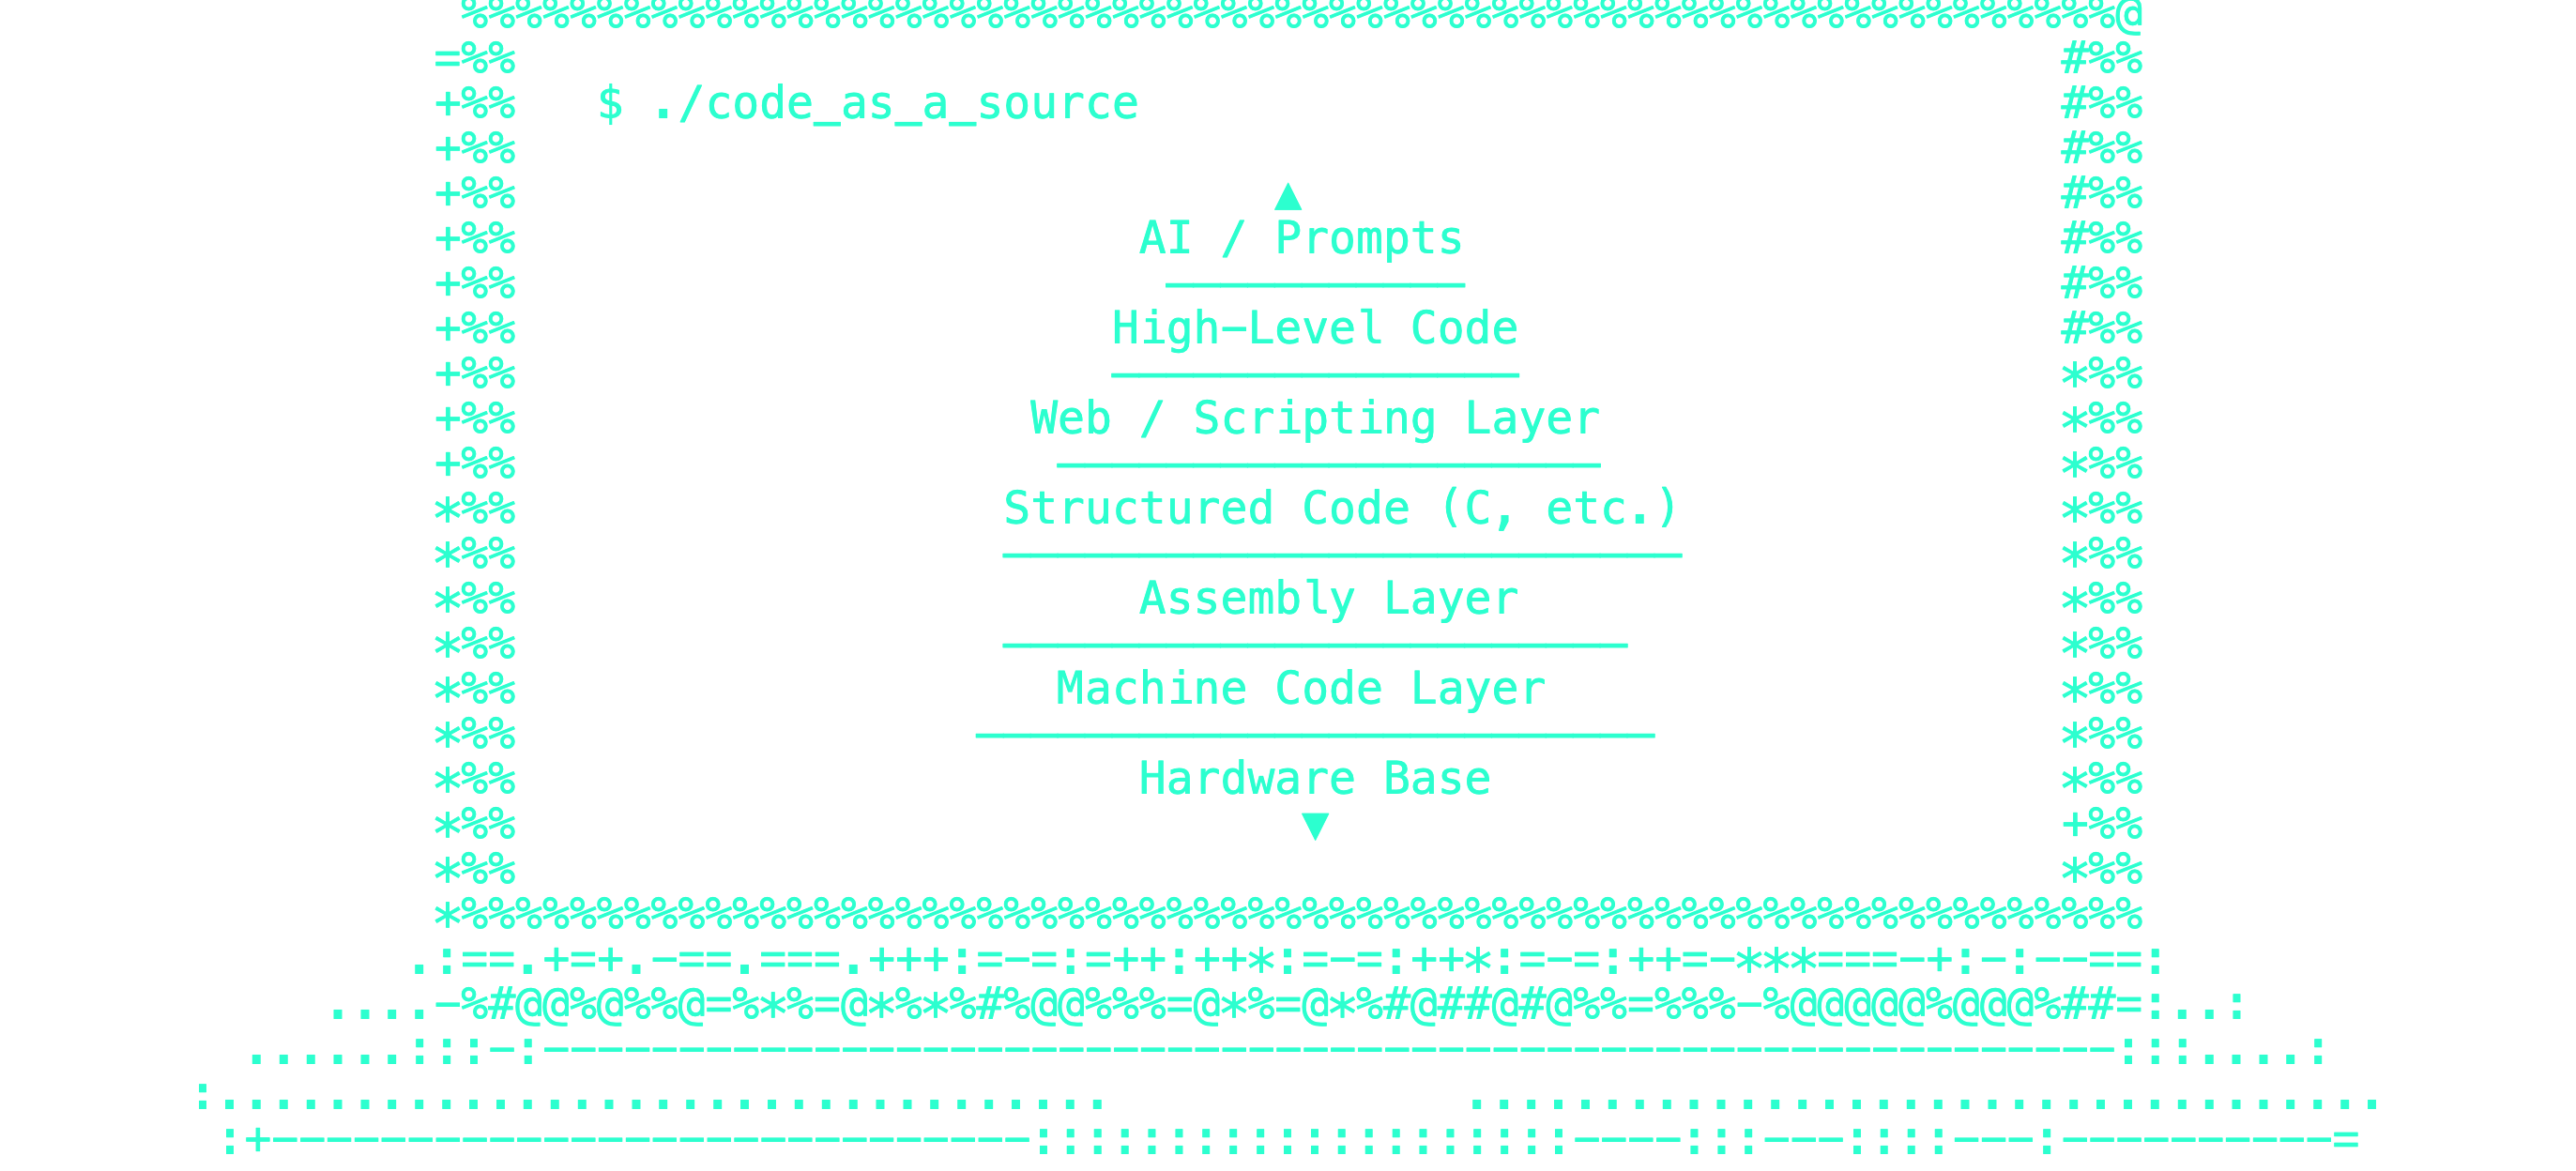 $ ./code_as_a_source
▲
AI / Prompts
High-Level Code
Web / Scripting Layer
Structured Code (C, etc.)
Assembly Layer
Machine Code Layer
Hardware Base
▼